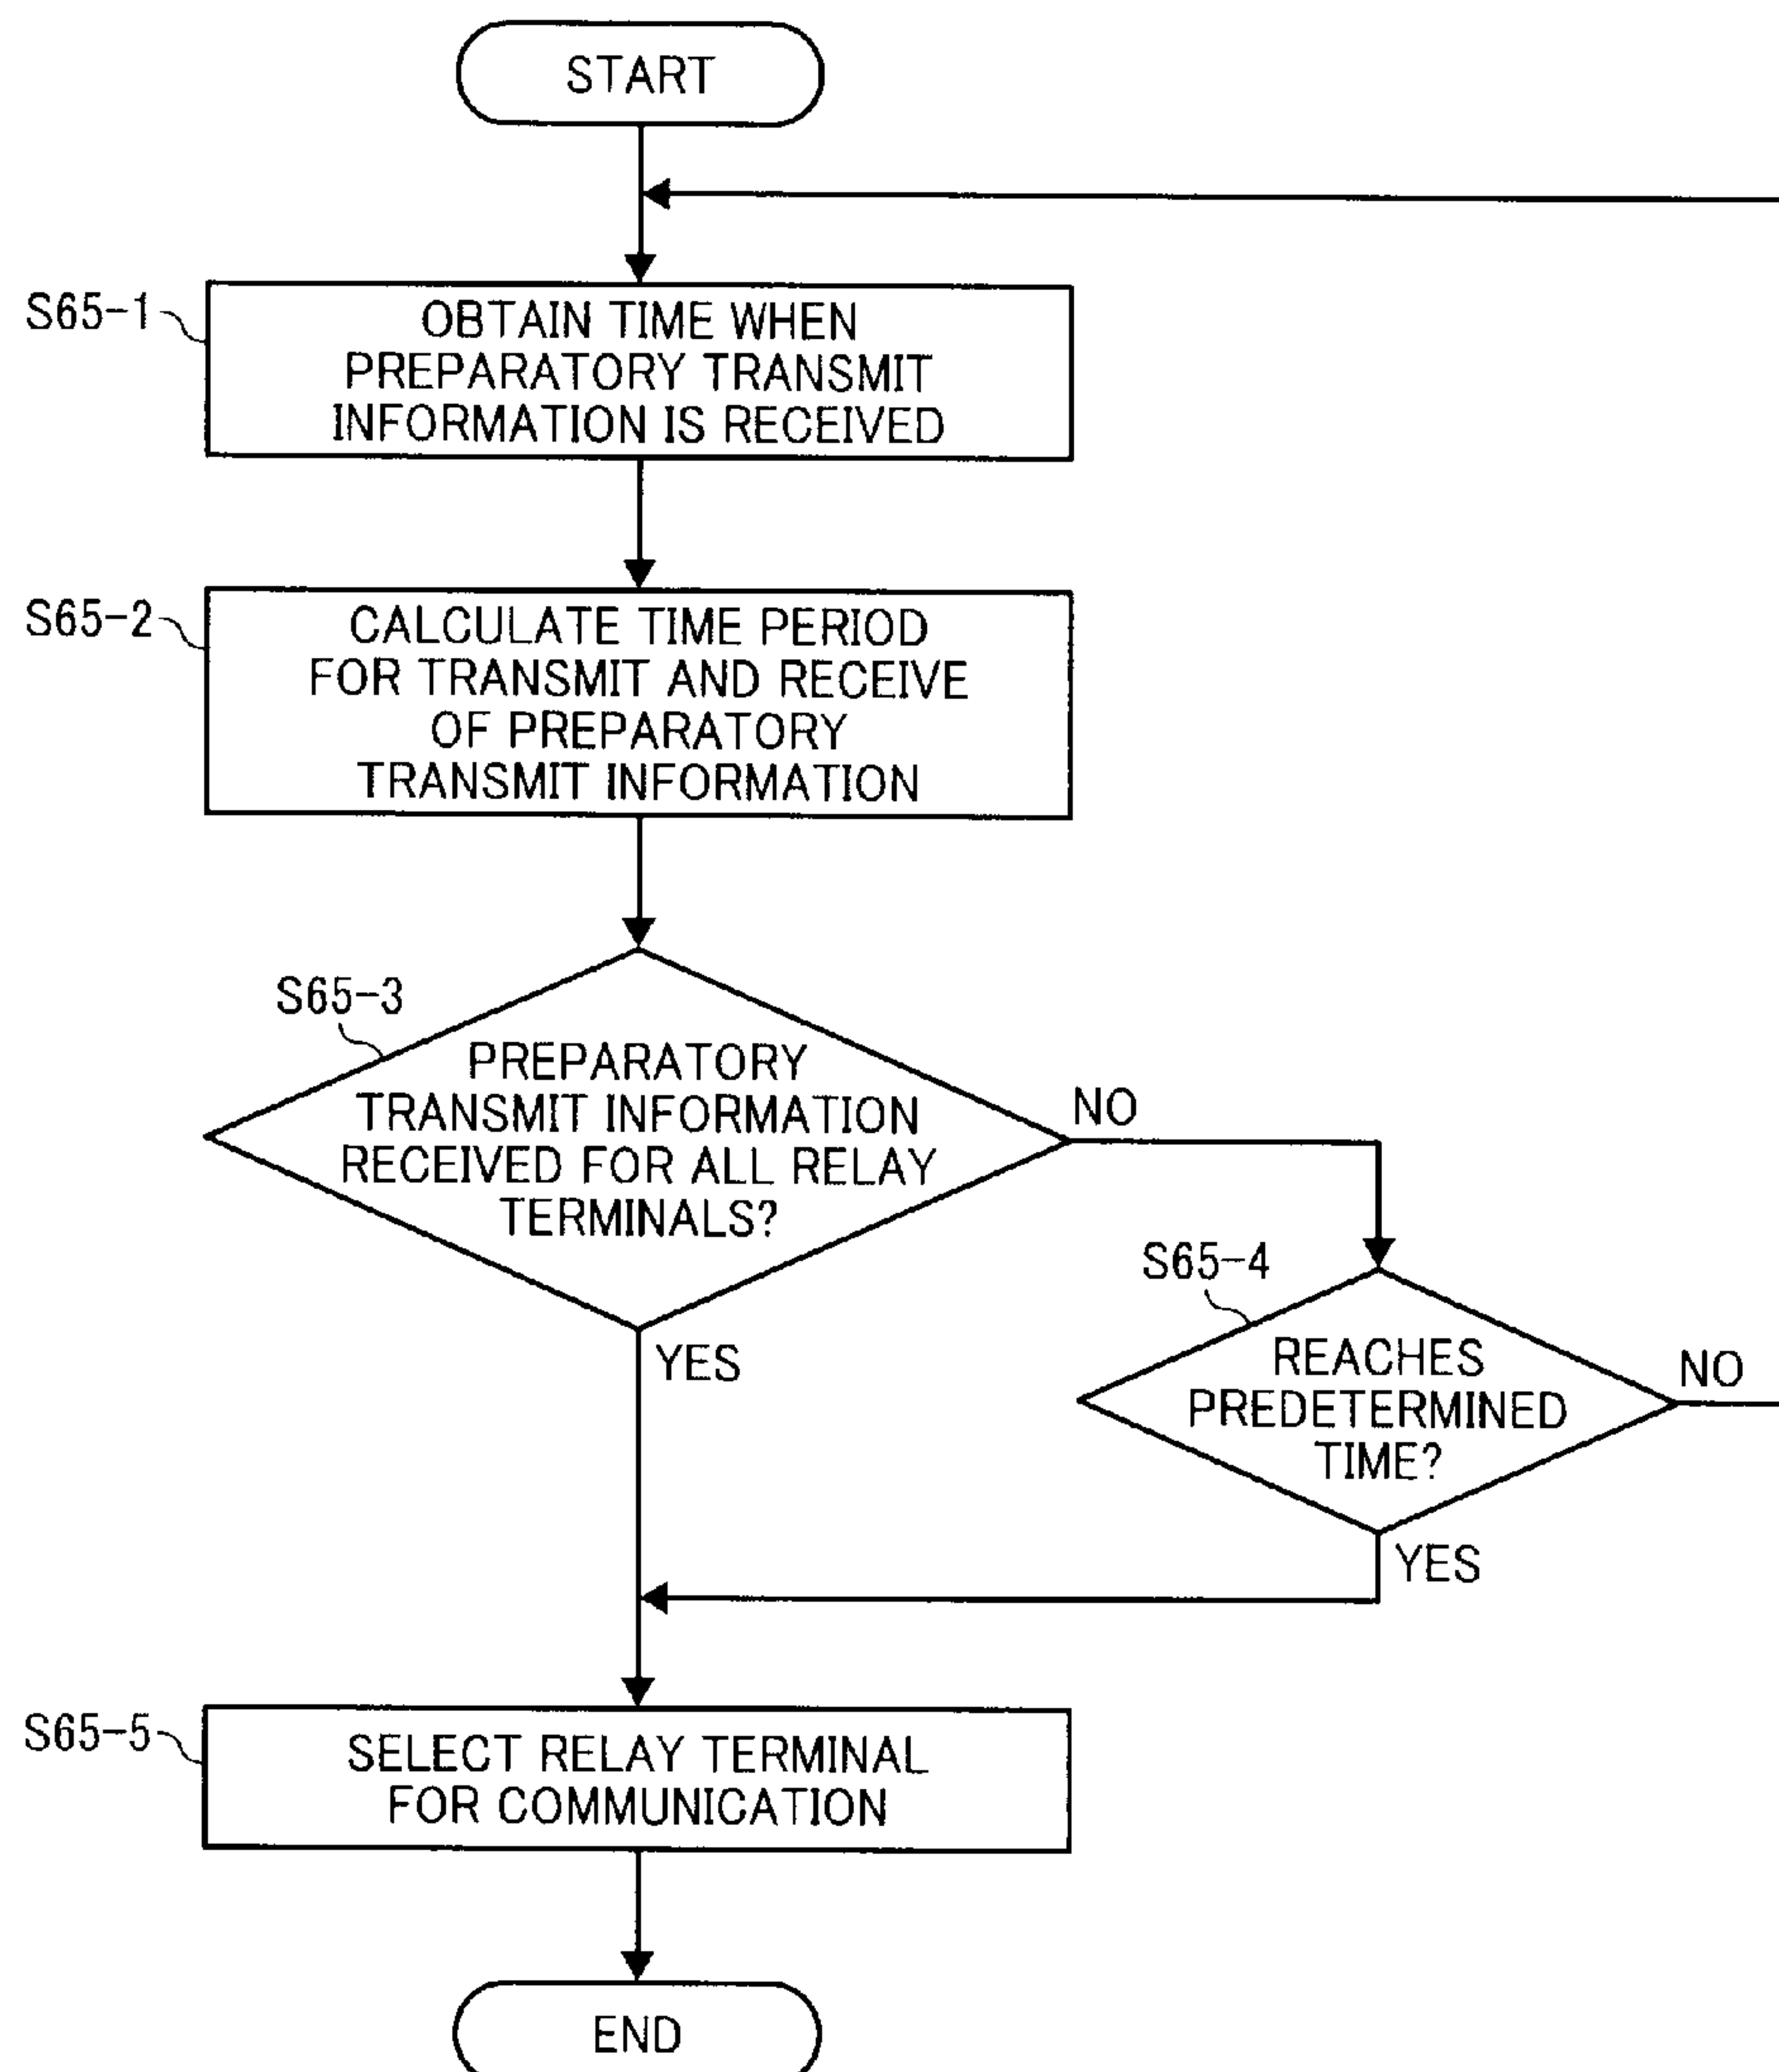 START
S65-1
OBTAIN TIME WHEN
PREPARATORY TRANSMIT
INFORMATION IS RECEIVED
S65-2
CALCULATE TIME PERIOD
FOR TRANSMIT AND RECEIVE
OF PREPARATORY
TRANSMIT INFORMATION
S65-3
PREPARATORY
TRANSMIT INFORMATION
RECEIVED FOR ALL RELAY
TERMINALS?
NO
YES
S65-4
REACHES
PREDETERMINED
TIME?
NO
YES
S65-5
SELECT RELAY TERMINAL
FOR COMMUNICATION
END